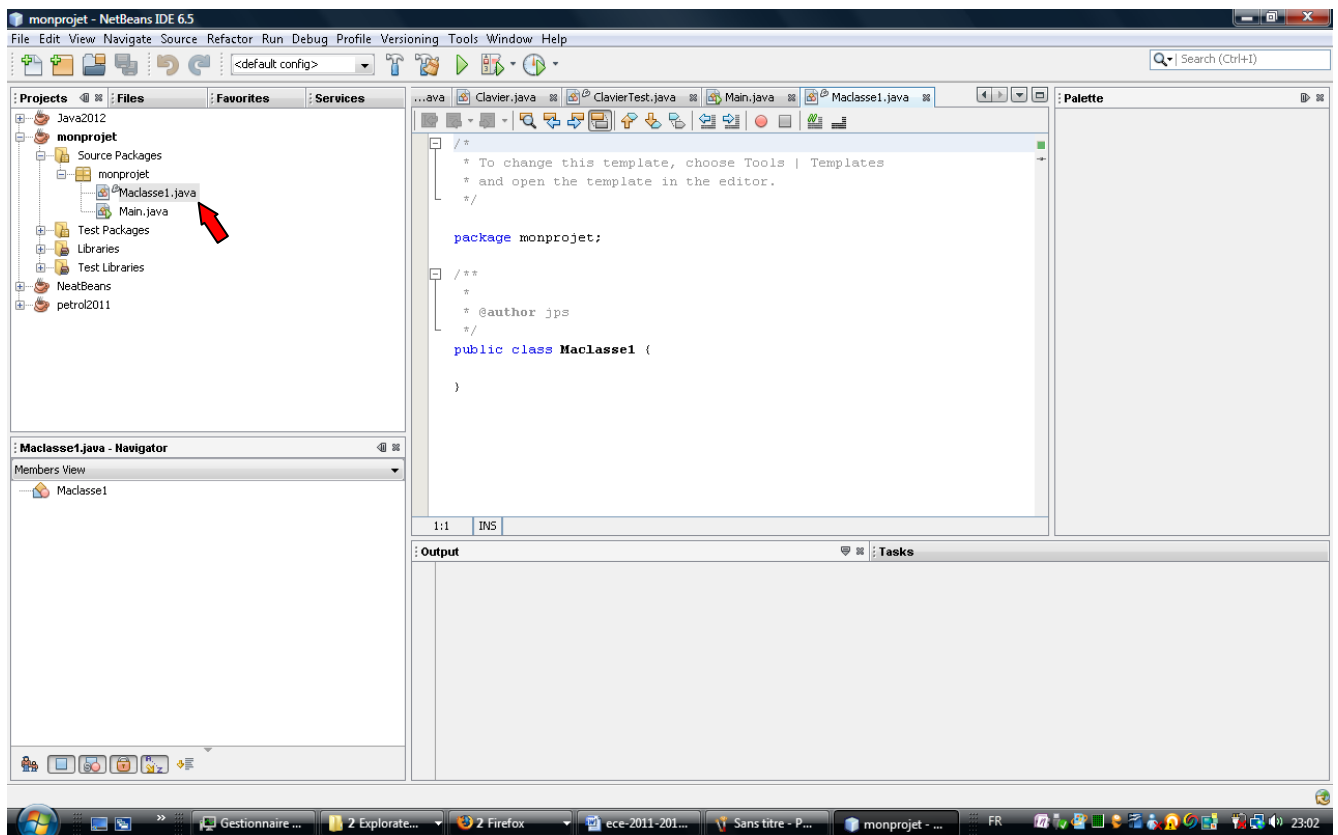 monprojet - NetBeans IDE 6.5
File Edit View Navigate Source Refactor Run Debug Profile Versioning Tools Window Help
<default config>
Search (Ctrl+I)
Projects Files Favorites Services
Java2012
monprojet
Source Packages
monprojet
Maclasse1.java
Main.java
Test Packages
Libraries
Test Libraries
NeatBeans
petrol2011
Maclasse1.java - Navigator
Members View
Maclasse1
...ava Clavier.java ClavierTest.java Main.java Maclasse1.java
/*
* To change this template, choose Tools | Templates
* and open the template in the editor.
*/
package monprojet;
/**
*
* @author jps
*/
public class Maclasse1 {
}
1:1 INS
Palette
Output Tasks
Gestionnaire ... 2 Explorate... 2 Firefox ece-2011-201... Sans titre - P... monprojet - ... FR 23:02